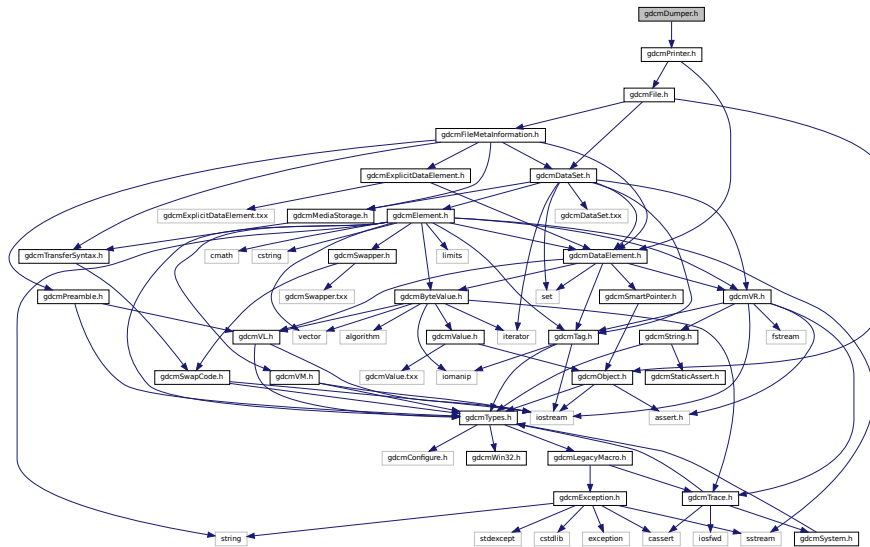 gdcmDumper.h
gdcmPrinter.h
gdcmFile.h
gdcmFileMetaInformation.h
gdcmExplicitDataElement.h
gdcmDataSet.h
gdcmExplicitDataElement.txx
gdcmMediaStorage.h
gdcmElement.h
gdcmDataSet.txx
gdcmTransferSyntax.h
cmath
cstring
gdcmSwapper.h
limits
gdcmDataElement.h
gdcmPreamble.h
gdcmSwapper.txx
gdcmByteValue.h
set
gdcmSmartPointer.h
gdcmVR.h
gdcmVL.h
vector
algorithm
gdcmValue.h
iterator
gdcmTag.h
gdcmString.h
fstream
gdcmSwapCode.h
gdcmVM.h
gdcmValue.txx
iomanip
gdcmObject.h
gdcmStaticAssert.h
gdcmTypes.h
iostream
assert.h
gdcmConfigure.h
gdcmWin32.h
gdcmLegacyMacro.h
gdcmException.h
gdcmTrace.h
string
stdexcept
cstdlib
exception
cassert
iosfwd
sstream
gdcmSystem.h